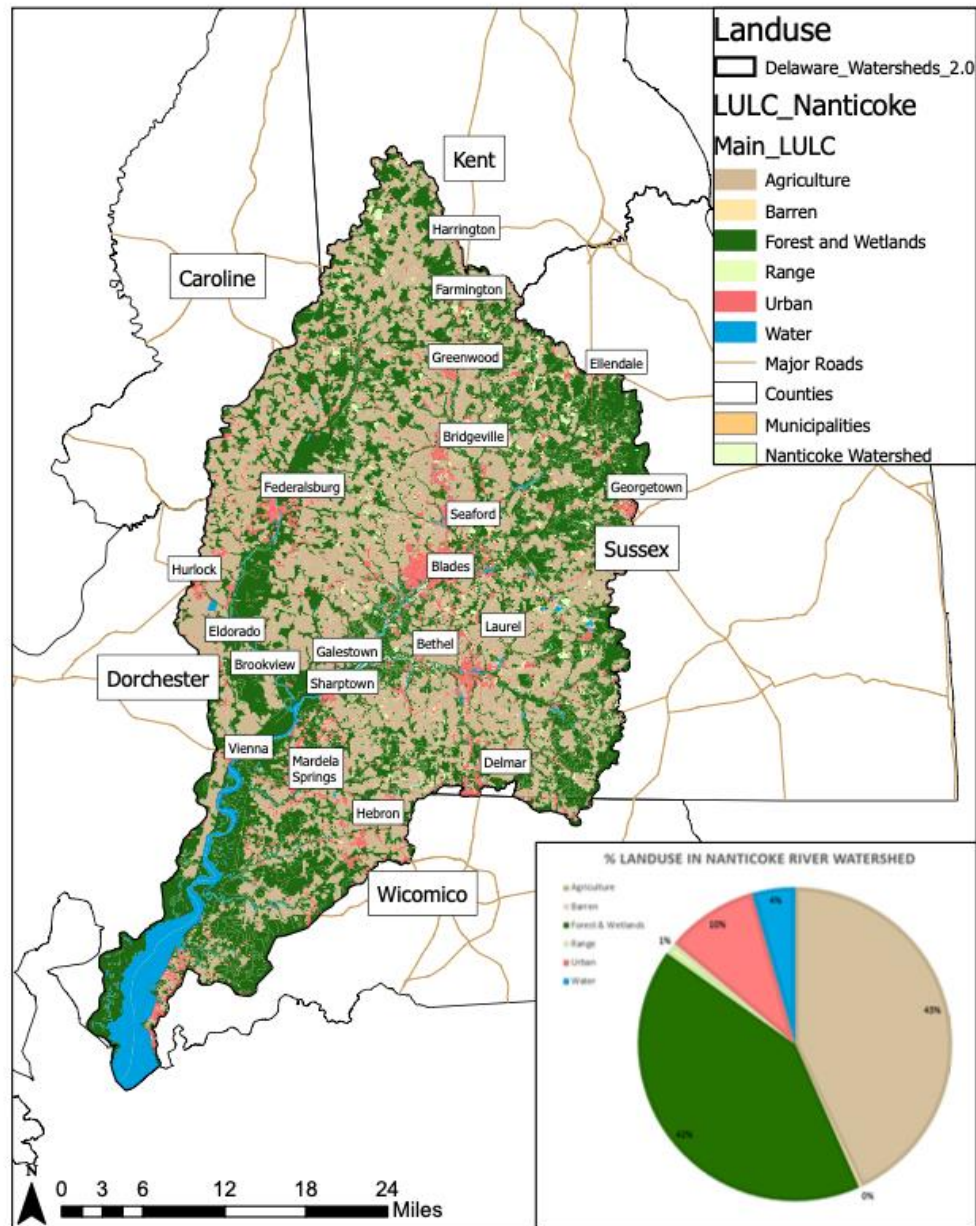 Landuse
Delaware_Watersheds_2.0
LULC_Nanticoke
Main_LULC
Agriculture
Barren
Forest and Wetlands
Range
Urban
Water
Major Roads
Counties
Municipalities
Nanticoke Watershed
Kent
Harrington
Caroline
Farmington
Greenwood
Ellendale
Bridgeville
Federalsburg
Georgetown
Seaford
Sussex
Hurlock
Blades
Eldorado
Laurel
Galestown
Bethel
Brookview
Dorchester
Sharptown
Vienna
Mardela
Springs
Delmar
Hebron
Wicomico
% LANDUSE IN NANTICOKE RIVER WATERSHED
Agriculture
Barren
Forest & Wetlands
Range
Urban
Water
4%
10%
1%
43%
42%
0%
N
0 3 6 12 18 24
Miles